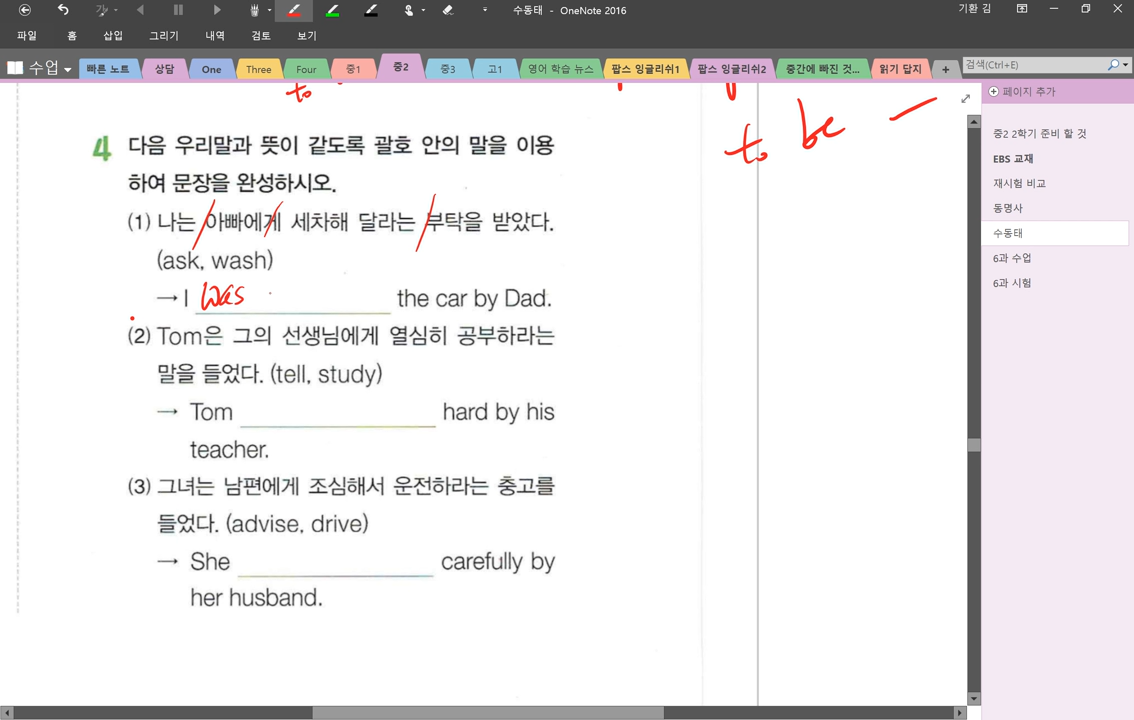 수동태 - OneNote 2016
기환 김
파일 홈 삽입 그리기 내역 검토 보기
수업 빠른 노트 상담 One Three Four 중1 중2 중3 고1 영어 학습 뉴스 팝스 잉글리쉬1 팝스 잉글리쉬2 중간에 빠진 것... 읽기 답지 + 검색(Ctrl+E)
페이지 추가
중2 2학기 준비 할 것
EBS 교재
재시험 비교
동명사
수동태
6과 수업
6과 시험
to
to be
4 다음 우리말과 뜻이 같도록 괄호 안의 말을 이용
하여 문장을 완성하시오.
(1) 나는 아빠에게 세차해 달라는 부탁을 받았다.
(ask, wash)
→ I was ____________ the car by Dad.
(2) Tom은 그의 선생님에게 열심히 공부하라는
말을 들었다. (tell, study)
→ Tom ____________ hard by his
teacher.
(3) 그녀는 남편에게 조심해서 운전하라는 충고를
들었다. (advise, drive)
→ She ____________ carefully by
her husband.